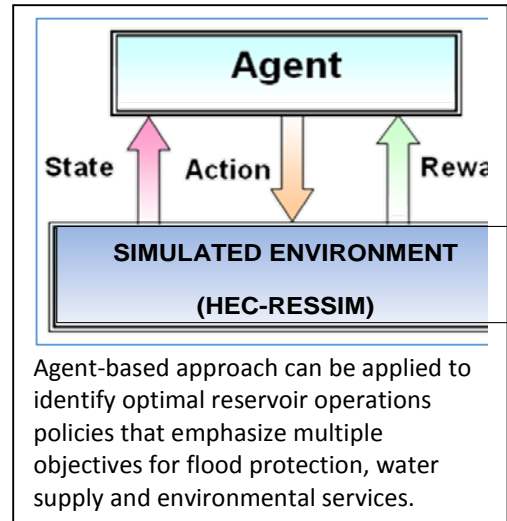 Agent
State Action Rewa
SIMULATED ENVIRONMENT
(HEC-RESSIM)
Agent-based approach can be applied to
identify optimal reservoir operations
policies that emphasize multiple
objectives for flood protection, water
supply and environmental services.